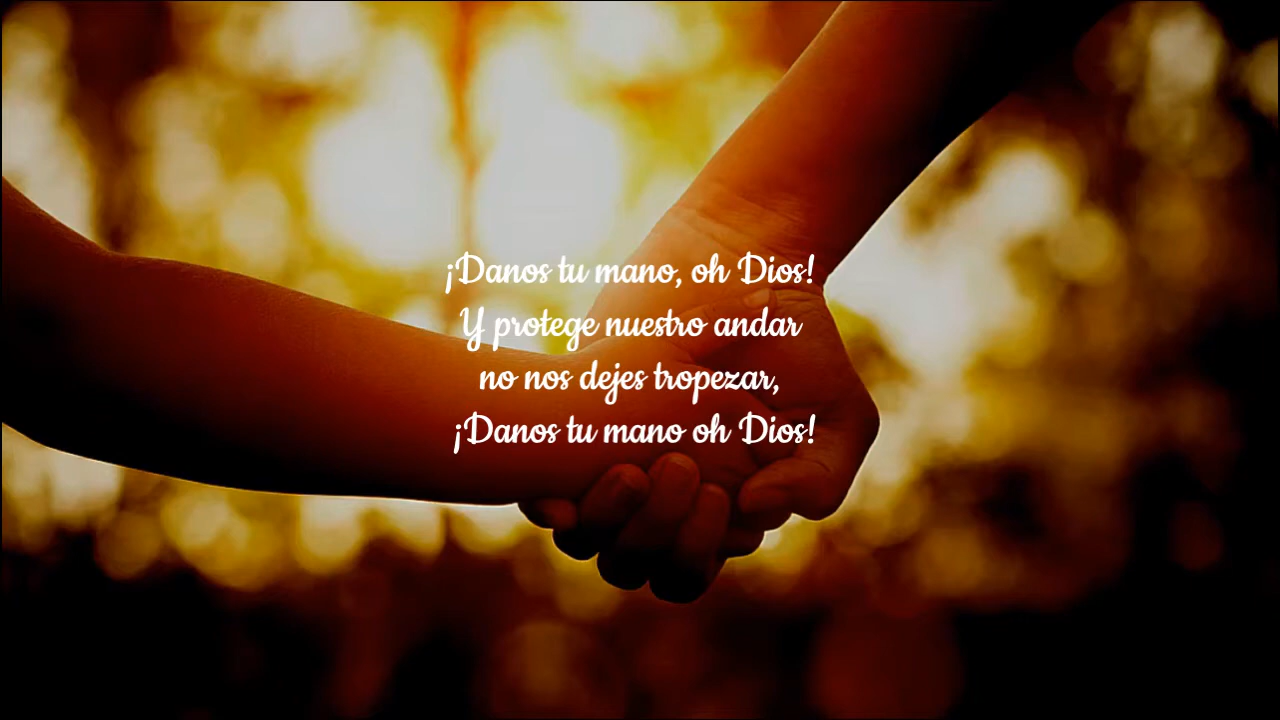 ¡Danos tu mano, oh Dios!
Y protege nuestro andar
no nos dejes tropezar,
¡Danos tu mano oh Dios!